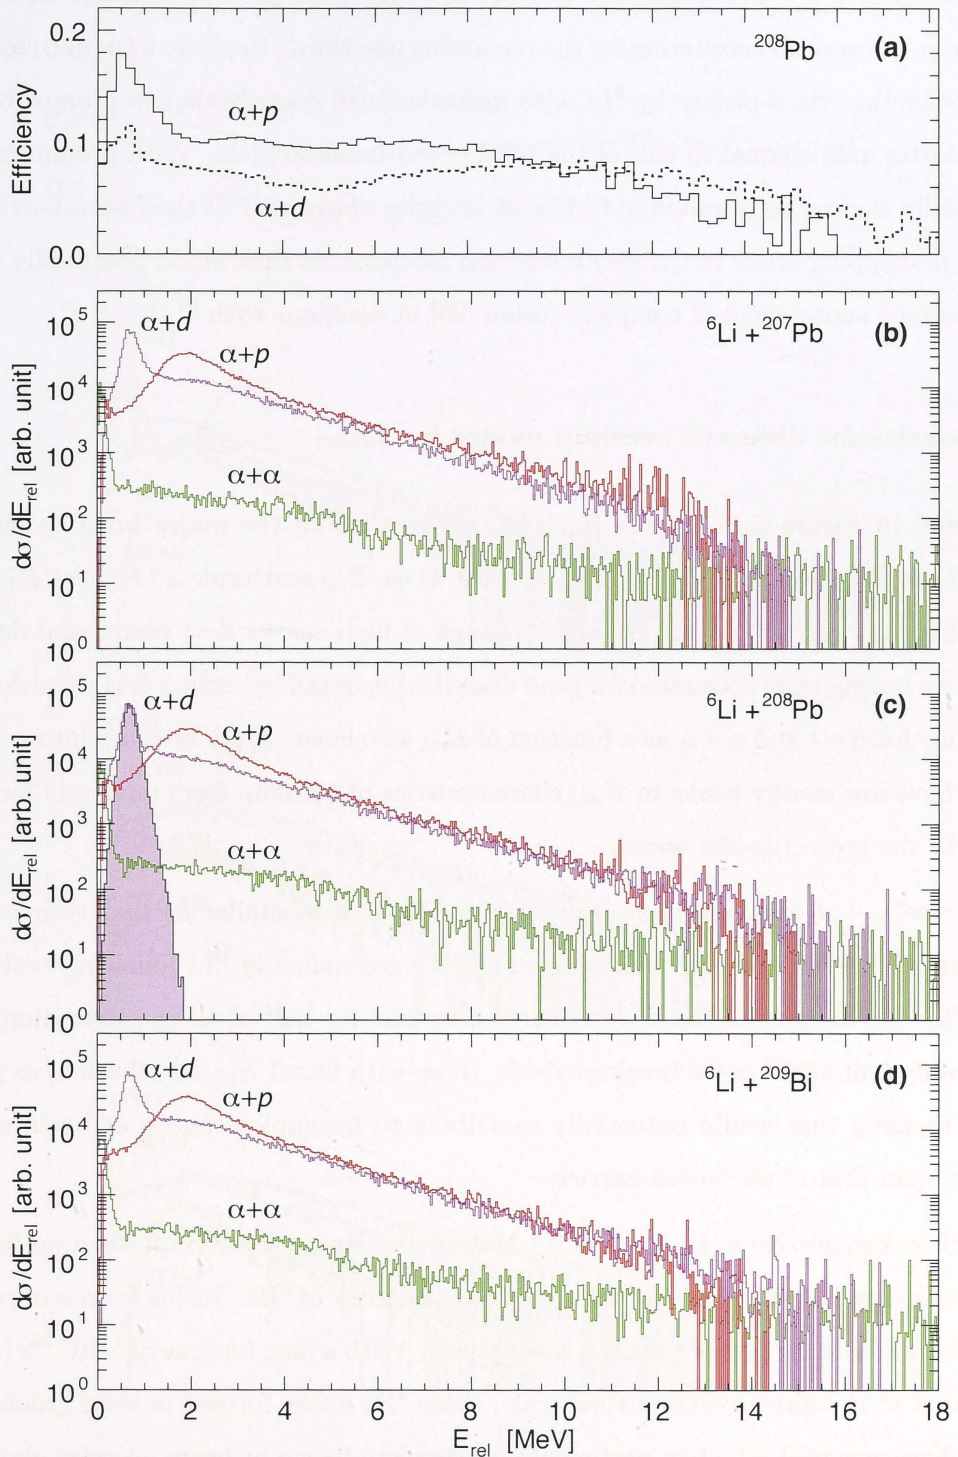 0.2
0.1
0.0
Efficiency
208Pb
(a)
α+p
α+d
10^5
10^4
10^3
10^2
10^1
10^0
dσ/dE_rel [arb. unit]
α+d
α+p
α+α
6Li + 207Pb
(b)
10^5
10^4
10^3
10^2
10^1
10^0
dσ/dE_rel [arb. unit]
α+d
α+p
α+α
6Li + 208Pb
(c)
10^5
10^4
10^3
10^2
10^1
10^0
dσ/dE_rel [arb. unit]
α+d
α+p
α+α
6Li + 209Bi
(d)
0 2 4 6 8 10 12 14 16 18
E_rel [MeV]